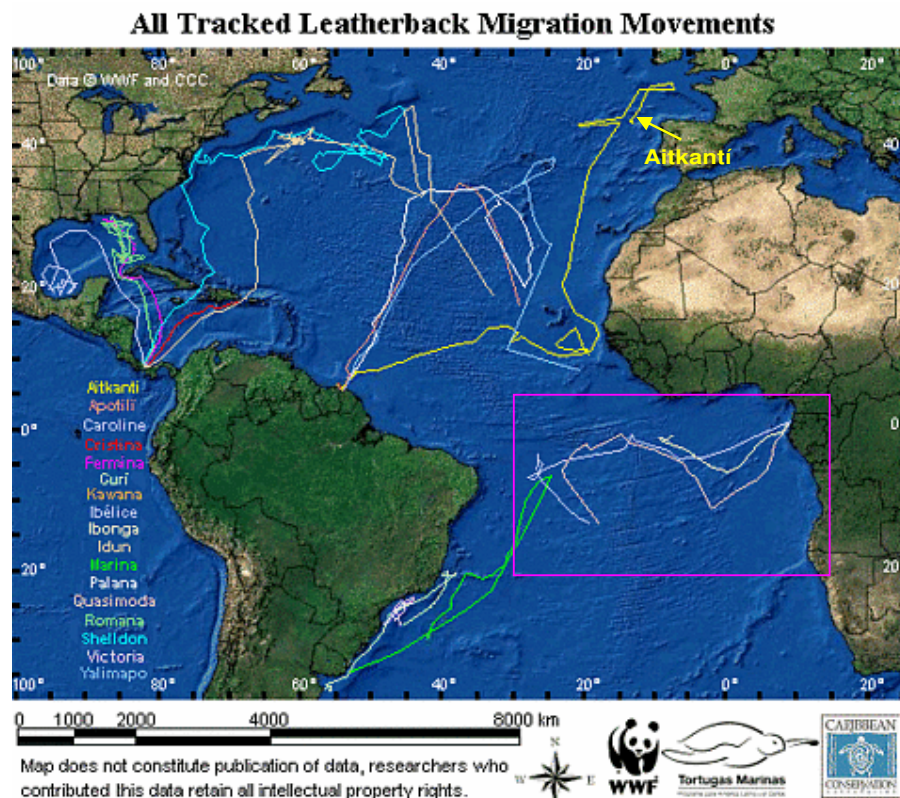 All Tracked Leatherback Migration Movements
100° 80° 60° 40° 20° 0° 20°
Data © WWF and CCC
40° 40
Aitkantí
20° 20
Aitkanti
Apotili
Caroline
0° 0
Cristina
Fermina
Guri
Kawana
Ibélice
Ibonga
Idun
Marina
20° 20
Palana
Quasimoda
Romana
Shelldon
Victoria
Yalimapo
100° 80° 60° 40° 20° 0° 20°
0 1000 2000 4000 8000 km
N
W E
S
Map does not constitute publication of data, researchers who
contributed this data retain all intellectual property rights.
WWF
Tortugas Marinas
CARIBBEAN
CONSERVATION